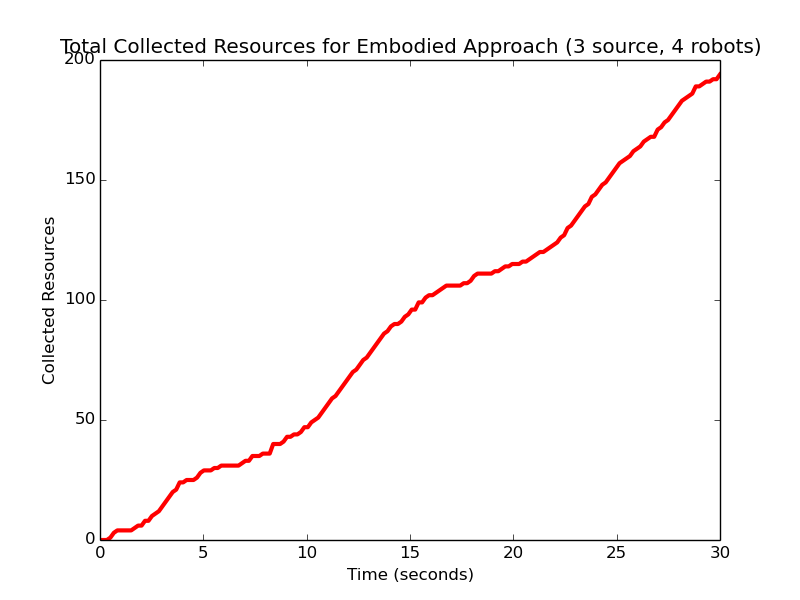 Total Collected Resources for Embodied Approach (3 source, 4 robots)
200
150
100
50
0
Collected Resources
0 5 10 15 20 25 30
Time (seconds)